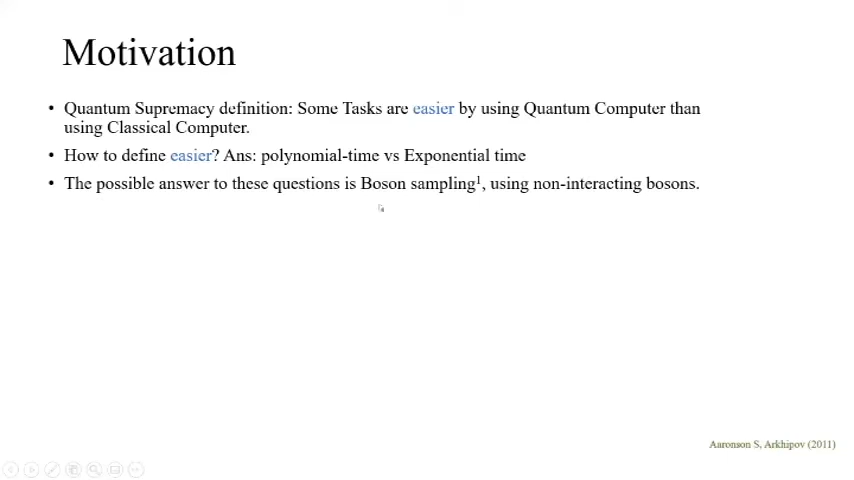 Motivation
• Quantum Supremacy definition: Some Tasks are easier by using Quantum Computer than
using Classical Computer.
• How to define easier? Ans: polynomial-time vs Exponential time
• The possible answer to these questions is Boson sampling¹, using non-interacting bosons.
Aaronson S, Arkhipov (2011)